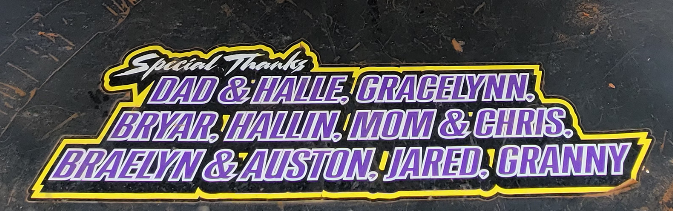 Special Thanks
DAD & HALLE, GRACELYNN,
BRYAR, HALLIN, MOM & CHRIS,
BRAELYN & AUSTON, JARED, GRANNY